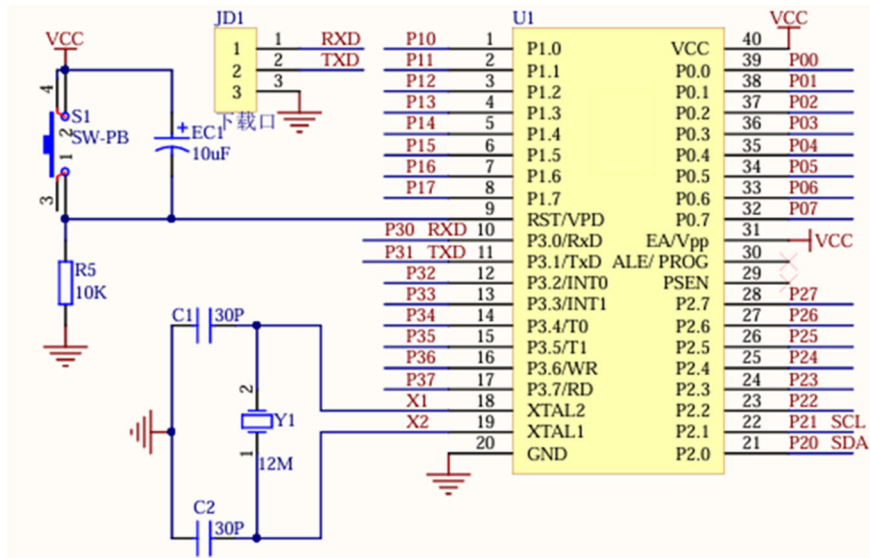 VCC
4
S1
2
SW-PB
1
3
EC1
10uF
+
R5
10K
JD1
1 1 RXD
2 2 TXD
3 3
下载口
C1 30P
2
Y1
1
12M
C2
30P
U1
VCC
P10 1 P1.0 VCC 40
P11 2 P1.1 P0.0 39 P00
P12 3 P1.2 P0.1 38 P01
P13 4 P1.3 P0.2 37 P02
P14 5 P1.4 P0.3 36 P03
P15 6 P1.5 P0.4 35 P04
P16 7 P1.6 P0.5 34 P05
P17 8 P1.7 P0.6 33 P06
9 RST/VPD P0.7 32 P07
P30 RXD 10 P3.0/RxD EA/Vpp 31 VCC
P31 TXD 11 P3.1/TxD ALE/ PROG 30
P32 12 P3.2/INT0 PSEN 29
P33 13 P3.3/INT1 P2.7 28 P27
P34 14 P3.4/T0 P2.6 27 P26
P35 15 P3.5/T1 P2.5 26 P25
P36 16 P3.6/WR P2.4 25 P24
P37 17 P3.7/RD P2.3 24 P23
X1 18 XTAL2 P2.2 23 P22
X2 19 XTAL1 P2.1 22 P21 SCL
20 GND P2.0 21 P20 SDA